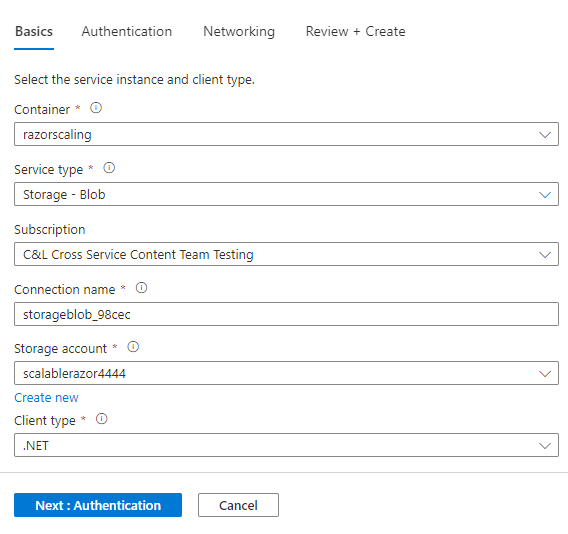 Basics Authentication Networking Review + Create
Select the service instance and client type.
Container *
razorscaling
Service type *
Storage - Blob
Subscription
C&L Cross Service Content Team Testing
Connection name *
storageblob_98cec
Storage account *
scalablerazor4444
Create new
Client type *
.NET
Next : Authentication Cancel